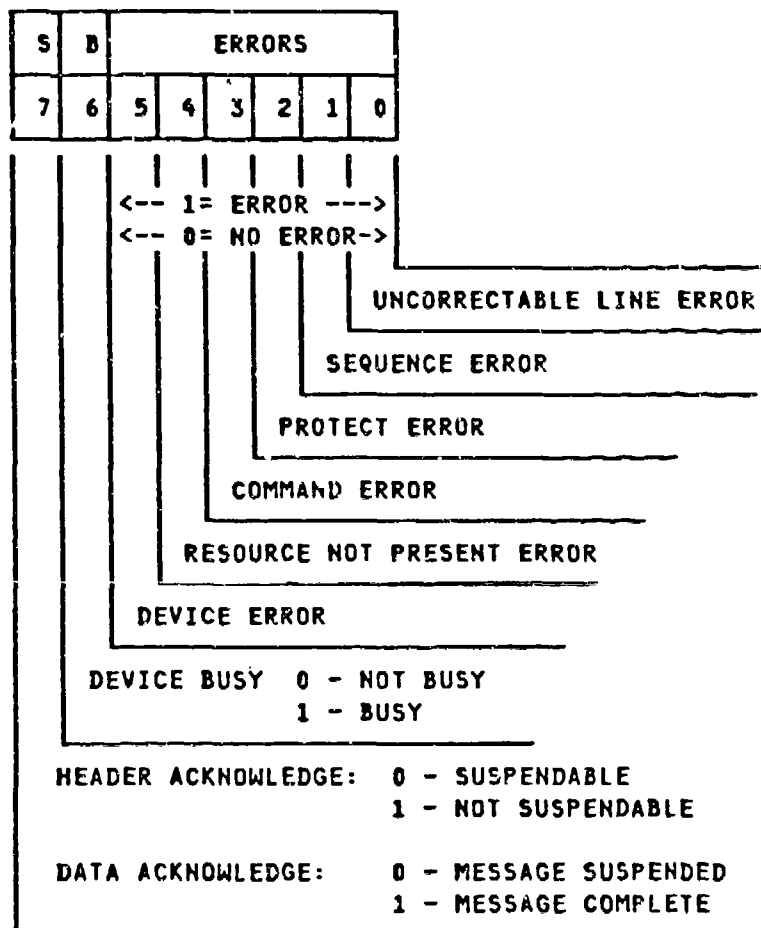 S B ERRORS
7 6 5 4 3 2 1 0
<-- 1= ERROR --->
<-- 0= NO ERROR->
UNCORRECTABLE LINE ERROR
SEQUENCE ERROR
PROTECT ERROR
COMMAND ERROR
RESOURCE NOT PRESENT ERROR
DEVICE ERROR
DEVICE BUSY 0 - NOT BUSY
1 - BUSY
HEADER ACKNOWLEDGE: 0 - SUSPENDABLE
1 - NOT SUSPENDABLE
DATA ACKNOWLEDGE: 0 - MESSAGE SUSPENDED
1 - MESSAGE COMPLETE